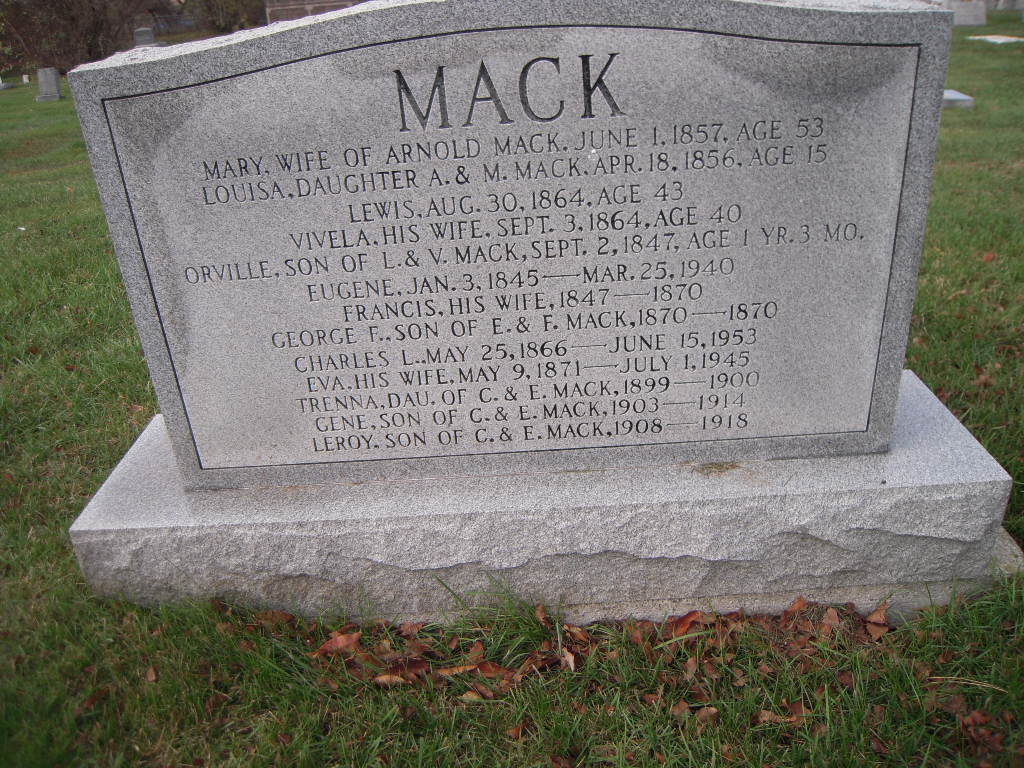 MACK
MARY, WIFE OF ARNOLD MACK. JUNE 1, 1857, AGE 53
LOUISA, DAUGHTER A. & M. MACK. APR. 18, 1856, AGE 15
LEWIS, AUG. 30, 1864, AGE 43
VIVELA, HIS WIFE, SEPT. 3, 1864, AGE 40
ORVILLE, SON OF L. & V. MACK, SEPT. 2, 1847, AGE 1 YR. 3 MO.
EUGENE, JAN. 3, 1845 — MAR. 25, 1940
FRANCIS, HIS WIFE, 1847 — 1870
GEORGE F., SON OF E. & F. MACK, 1870 — 1870
CHARLES L., MAY 25, 1866 — JUNE 15, 1953
EVA, HIS WIFE, MAY 9, 1871 — JULY 1, 1945
TRENNA, DAU. OF C. & E. MACK, 1899 — 1900
GENE, SON OF C. & E. MACK, 1903 — 1914
LEROY, SON OF C. & E. MACK, 1908 — 1918